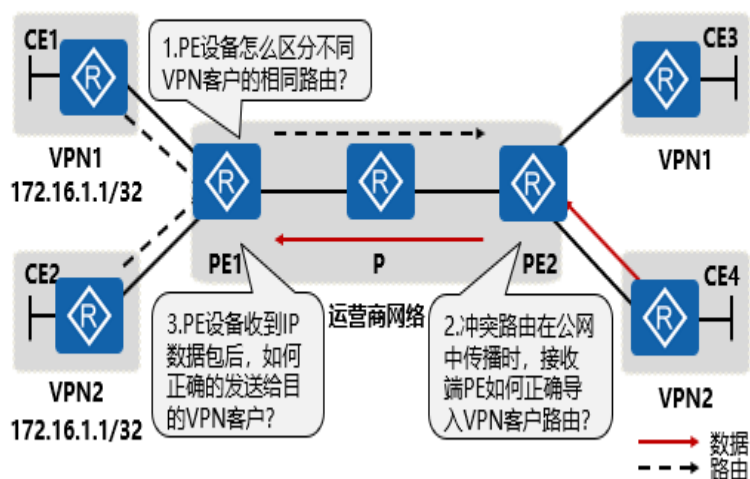 CE1
R
VPN1
172.16.1.1/32
1.PE设备怎么区分不同
VPN客户的相同路由?
CE3
R
VPN1
R
R
R
PE1
P
PE2
运营商网络
CE2
R
VPN2
172.16.1.1/32
3.PE设备收到IP
数据包后，如何
正确的发送给目
的VPN客户?
2.冲突路由在公网
中传播时，接收
端PE如何正确导
入VPN客户路由?
CE4
R
VPN2
数据
路由